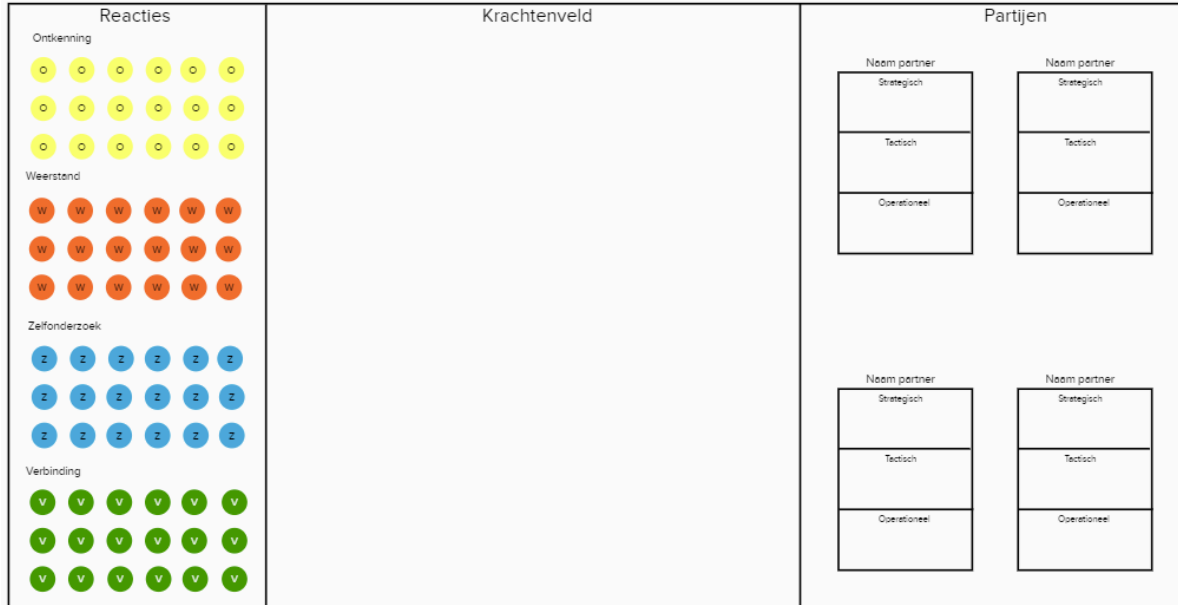 Reacties
Ontkenning
O O O O O O
O O O O O O
O O O O O O
Weerstand
W W W W W W
W W W W W W
W W W W W W
Zelfonderzoek
Z Z Z Z Z Z
Z Z Z Z Z Z
Z Z Z Z Z Z
Verbinding
V V V V V V
V V V V V V
V V V V V V
Krachtenveld
Partijen
Naam partner
Strategisch
Tactisch
Operationeel
Naam partner
Strategisch
Tactisch
Operationeel
Naam partner
Strategisch
Tactisch
Operationeel
Naam partner
Strategisch
Tactisch
Operationeel